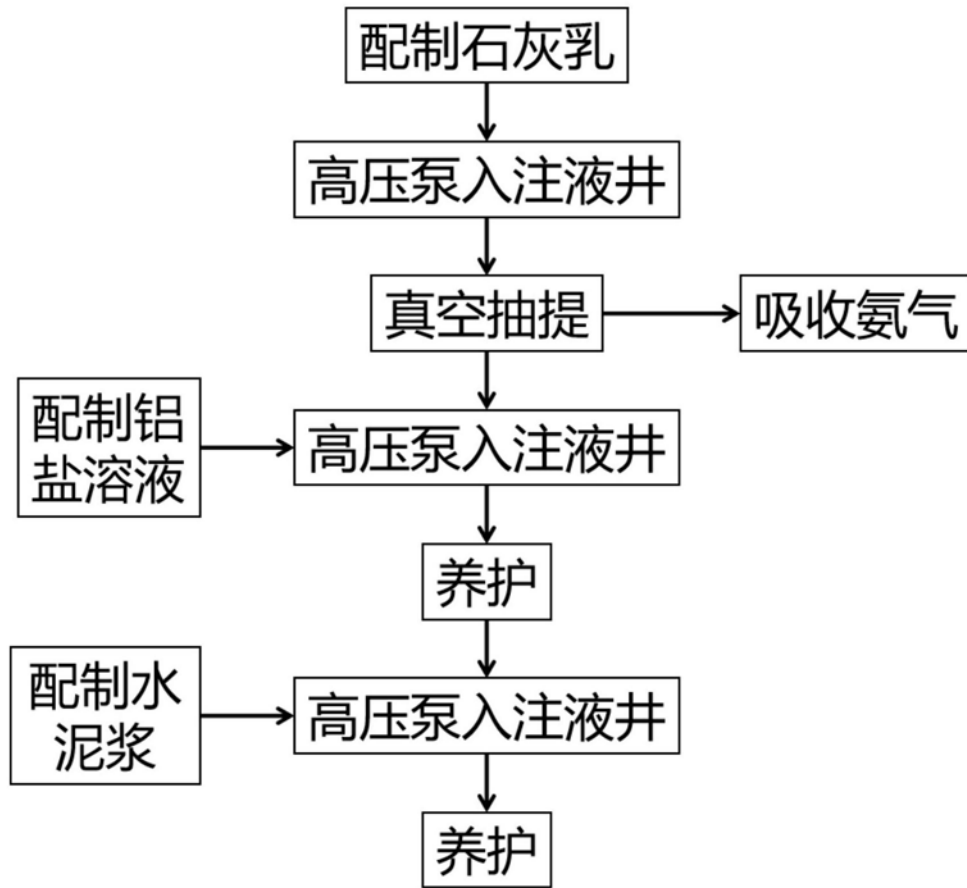 配制石灰乳
高压泵入注液井
真空抽提
吸收氨气
配制铝
盐溶液
高压泵入注液井
养护
配制水
泥浆
高压泵入注液井
养护